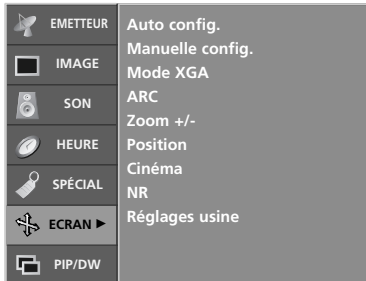 EMETTEUR
IMAGE
SON
HEURE
SPÉCIAL
ECRAN ►
PIP/DW
Auto config.
Manuelle config.
Mode XGA
ARC
Zoom +/-
Position
Cinéma
NR
Réglages usine